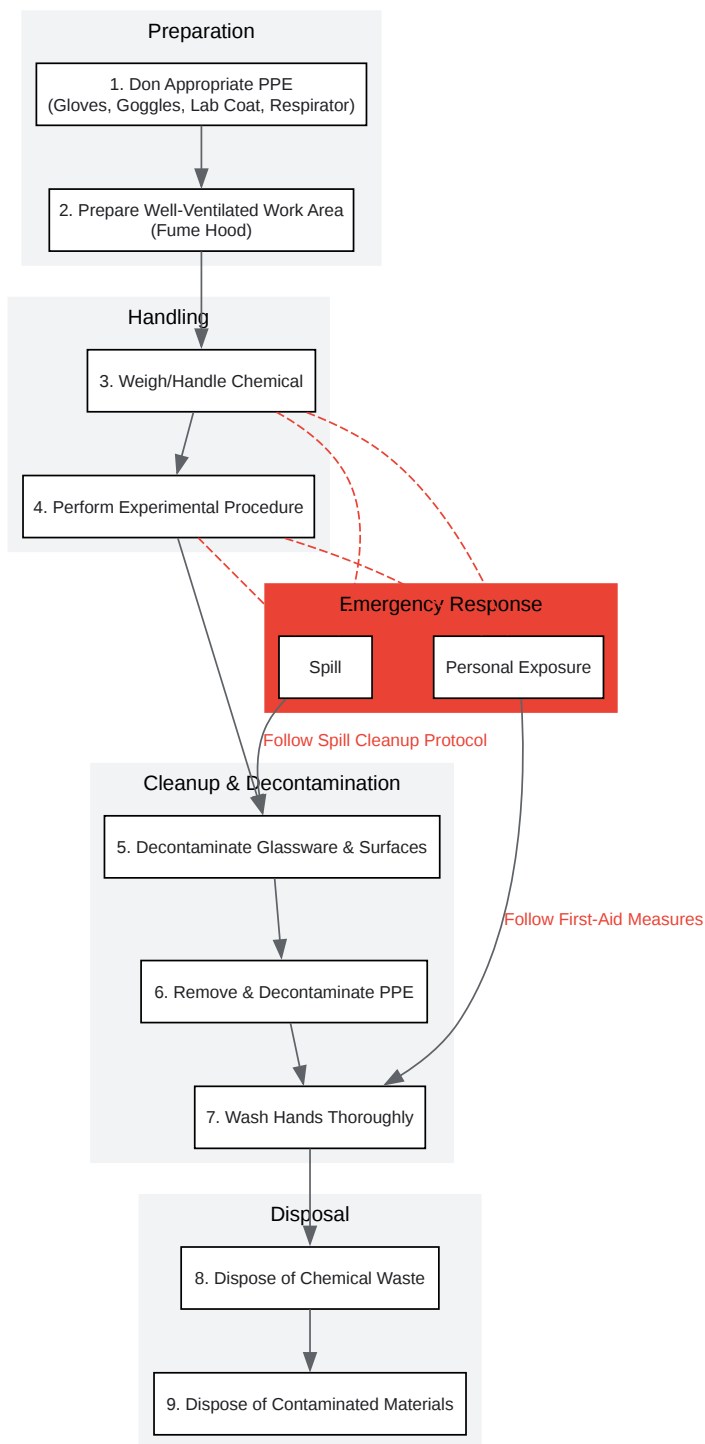 Preparation
1. Don Appropriate PPE
(Gloves, Goggles, Lab Coat, Respirator)
2. Prepare Well-Ventilated Work Area
(Fume Hood)
Handling
3. Weigh/Handle Chemical
4. Perform Experimental Procedure
Emergency Response
Spill
Personal Exposure
Follow Spill Cleanup Protocol
Cleanup & Decontamination
5. Decontaminate Glassware & Surfaces
Follow First-Aid Measures
6. Remove & Decontaminate PPE
7. Wash Hands Thoroughly
Disposal
8. Dispose of Chemical Waste
9. Dispose of Contaminated Materials